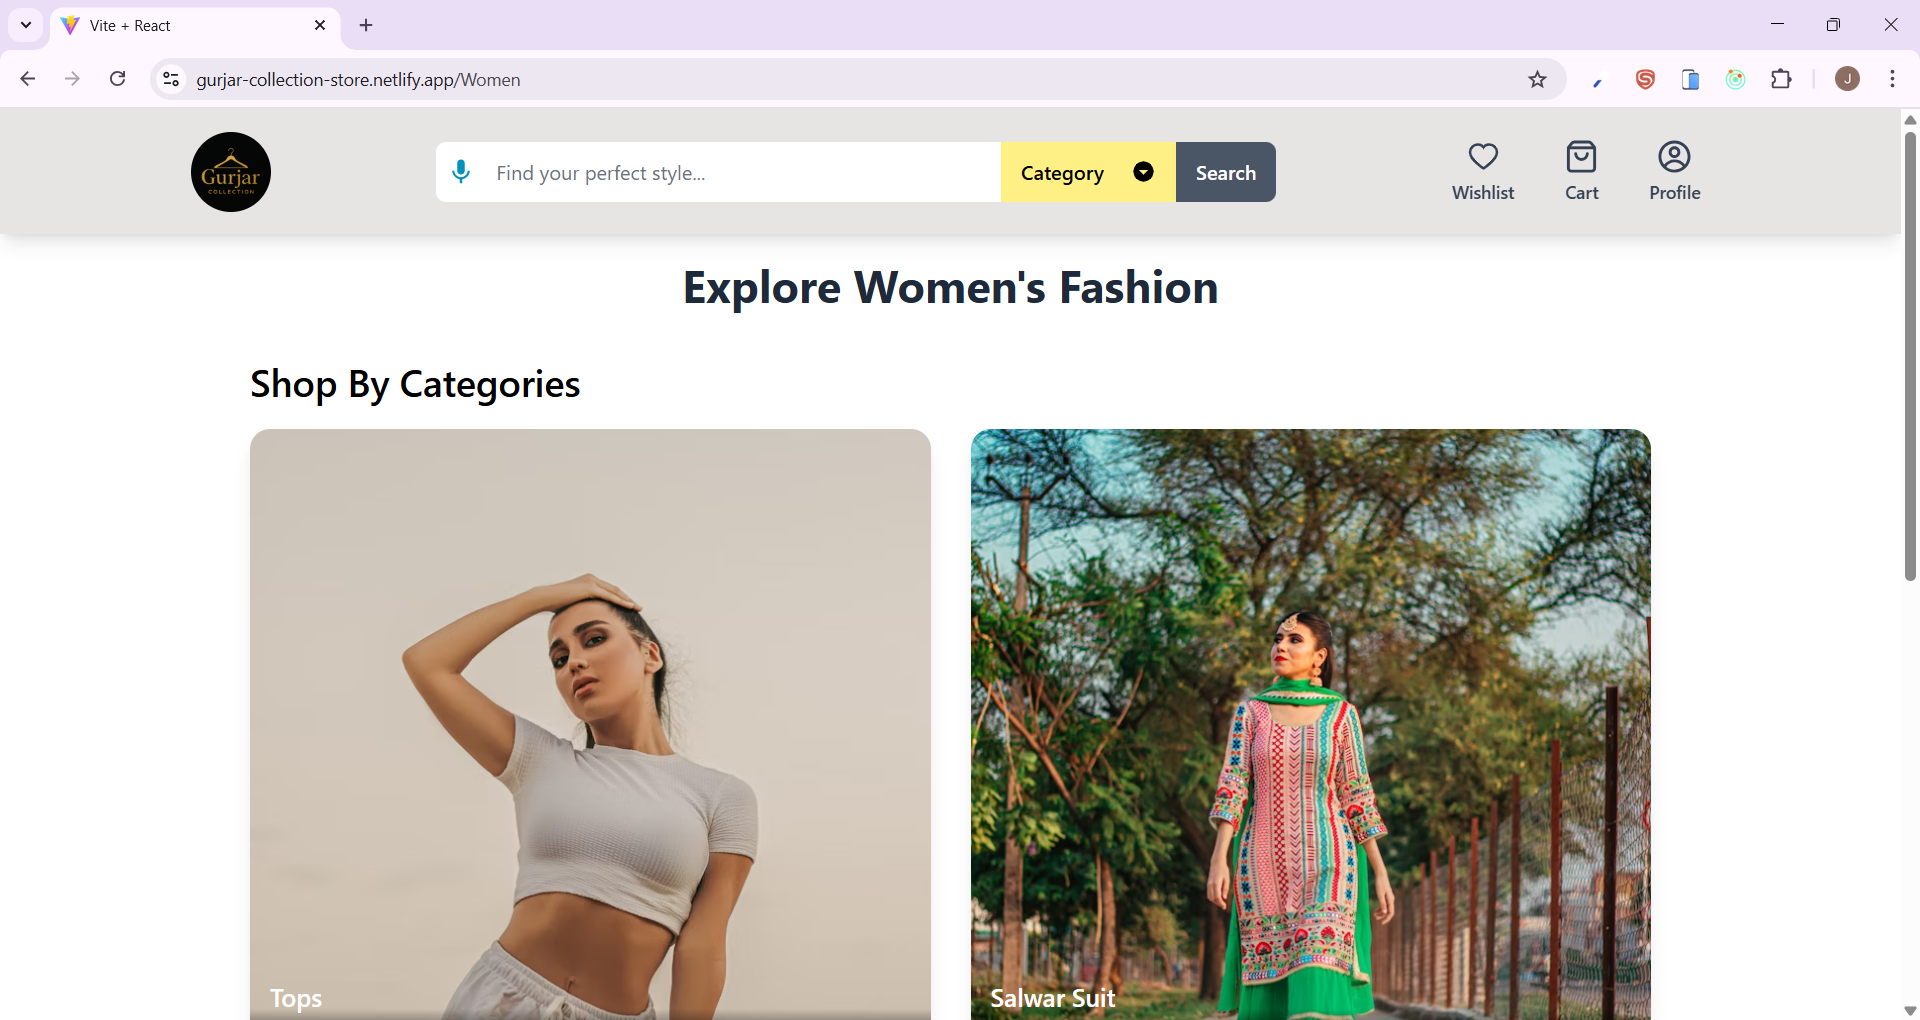 Vite + React
gurjar-collection-store.netlify.app/Women
J
Gurjar
COLLECTION
Find your perfect style...
Category
Search
Wishlist
Cart
Profile
Explore Women's Fashion
Shop By Categories
Tops
Salwar Suit